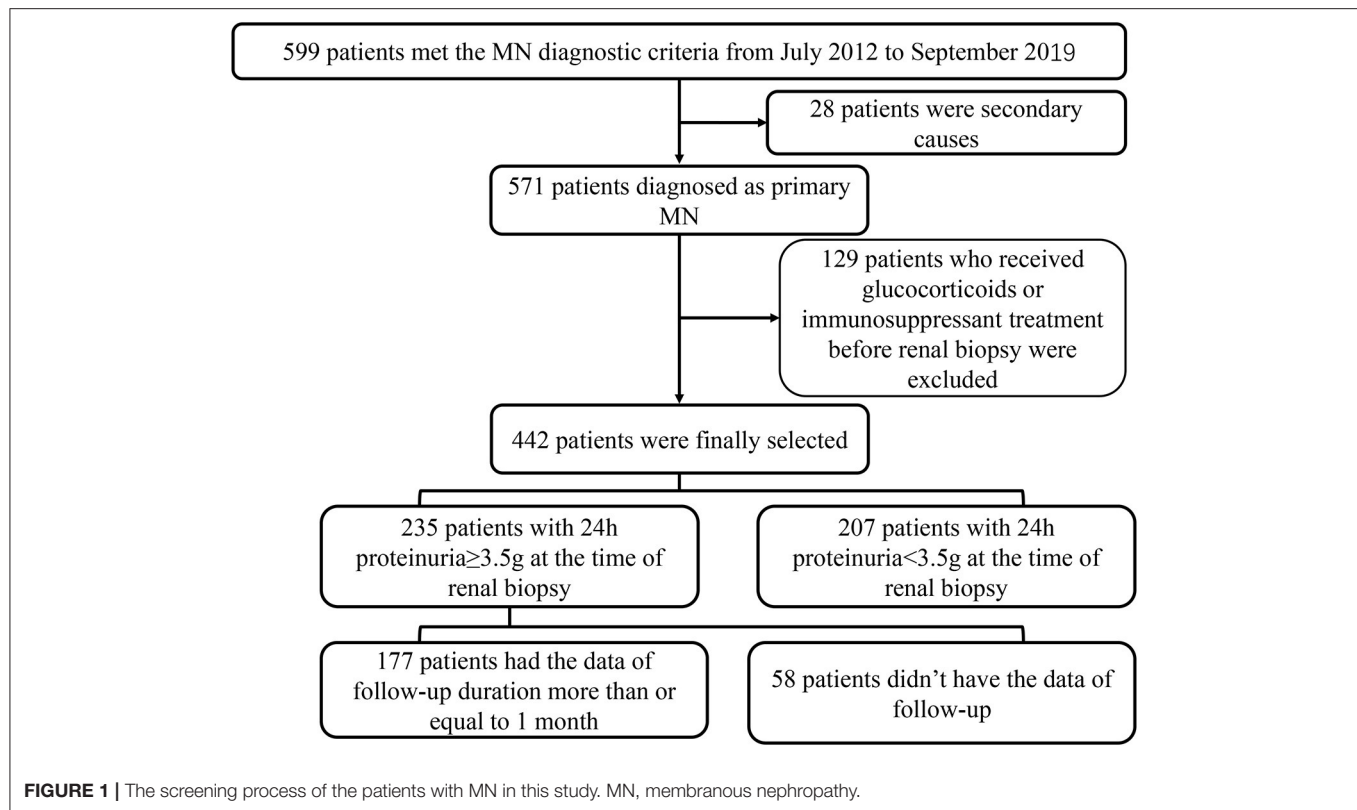 599 patients met the MN diagnostic criteria from July 2012 to September 2019
28 patients were secondary
causes
571 patients diagnosed as primary
MN
129 patients who received
glucocorticoids or
immunosuppressant treatment
before renal biopsy were
excluded
442 patients were finally selected
235 patients with 24h
proteinuria≥3.5g at the time of
renal biopsy
207 patients with 24h
proteinuria<3.5g at the time of
renal biopsy
177 patients had the data of
follow-up duration more than or
equal to 1 month
58 patients didn’t have the data of
follow-up
FIGURE 1 | The screening process of the patients with MN in this study. MN, membranous nephropathy.